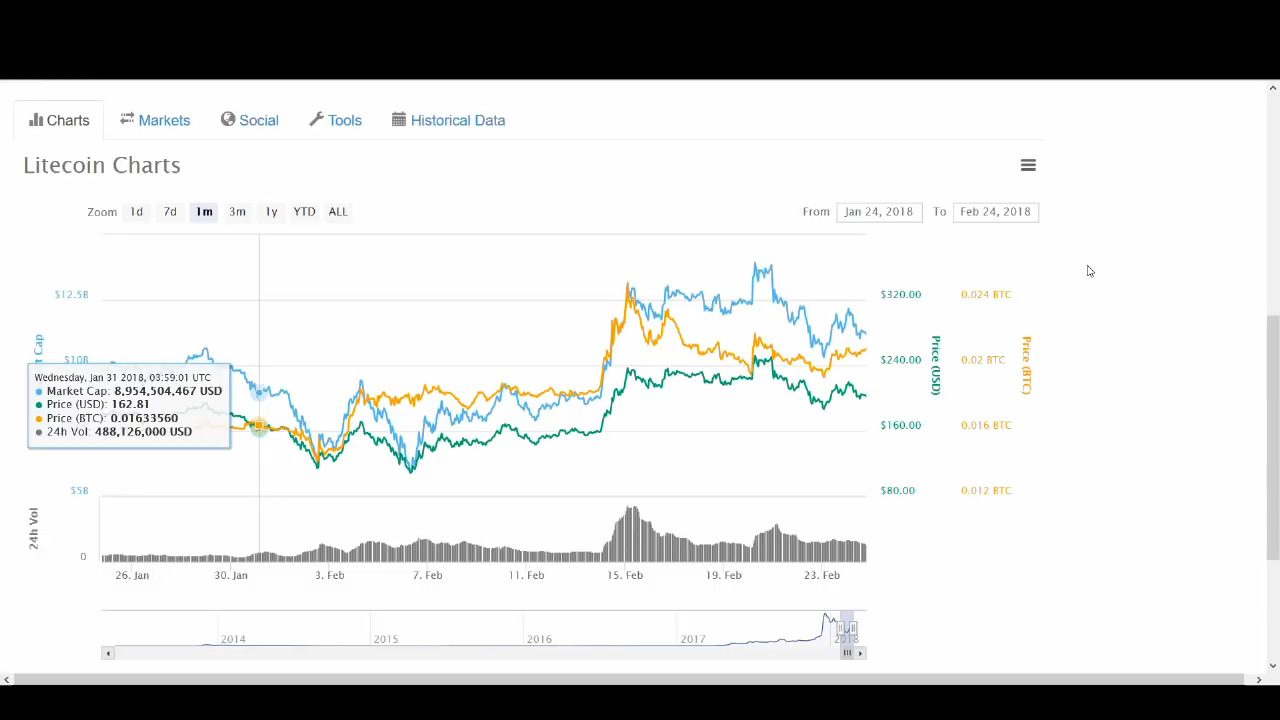 Charts Markets Social Tools Historical Data
Litecoin Charts
Zoom 1d 7d 1m 3m 1y YTD ALL From Jan 24, 2018 To Feb 24, 2018
$12.5B $320.00 0.024 BTC
$10B $240.00 0.02 BTC
Cap
Price (USD)
Price (BTC)
Wednesday, Jan 31 2018, 03:59:01 UTC
Market Cap: 8,954,504,467 USD
Price (USD): 162.81
Price (BTC): 0.01633560
24h Vol: 488,126,000 USD
$160.00 0.016 BTC
$5B $80.00 0.012 BTC
24h Vol
0
26. Jan 30. Jan 3. Feb 7. Feb 11. Feb 15. Feb 19. Feb 23. Feb
2014 2015 2016 2017 2018